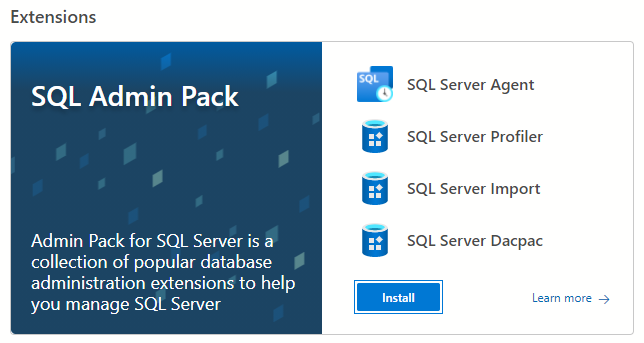 Extensions
SQL Admin Pack
Admin Pack for SQL Server is a
collection of popular database
administration extensions to help
you manage SQL Server
SQL
SQL Server Agent
SQL Server Profiler
SQL Server Import
SQL Server Dacpac
Install
Learn more →